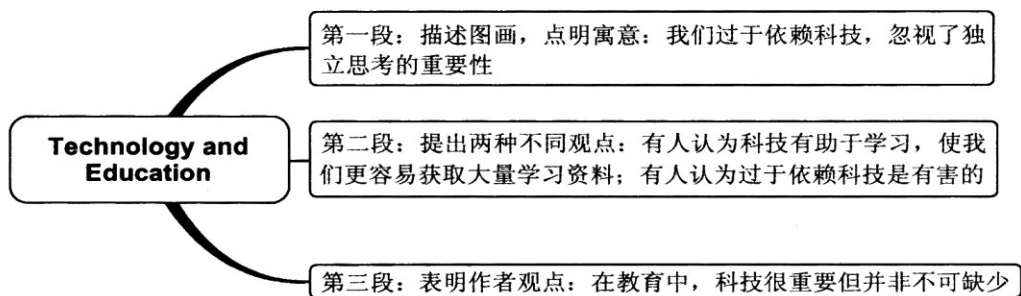 第一段：描述图画，点明寓意：我们过于依赖科技，忽视了独
立思考的重要性
Technology and
Education
第二段：提出两种不同观点：有人认为科技有助于学习，使我
们更容易获取大量学习资料；有人认为过于依赖科技是有害的
第三段：表明作者观点：在教育中，科技很重要但并非不可缺少